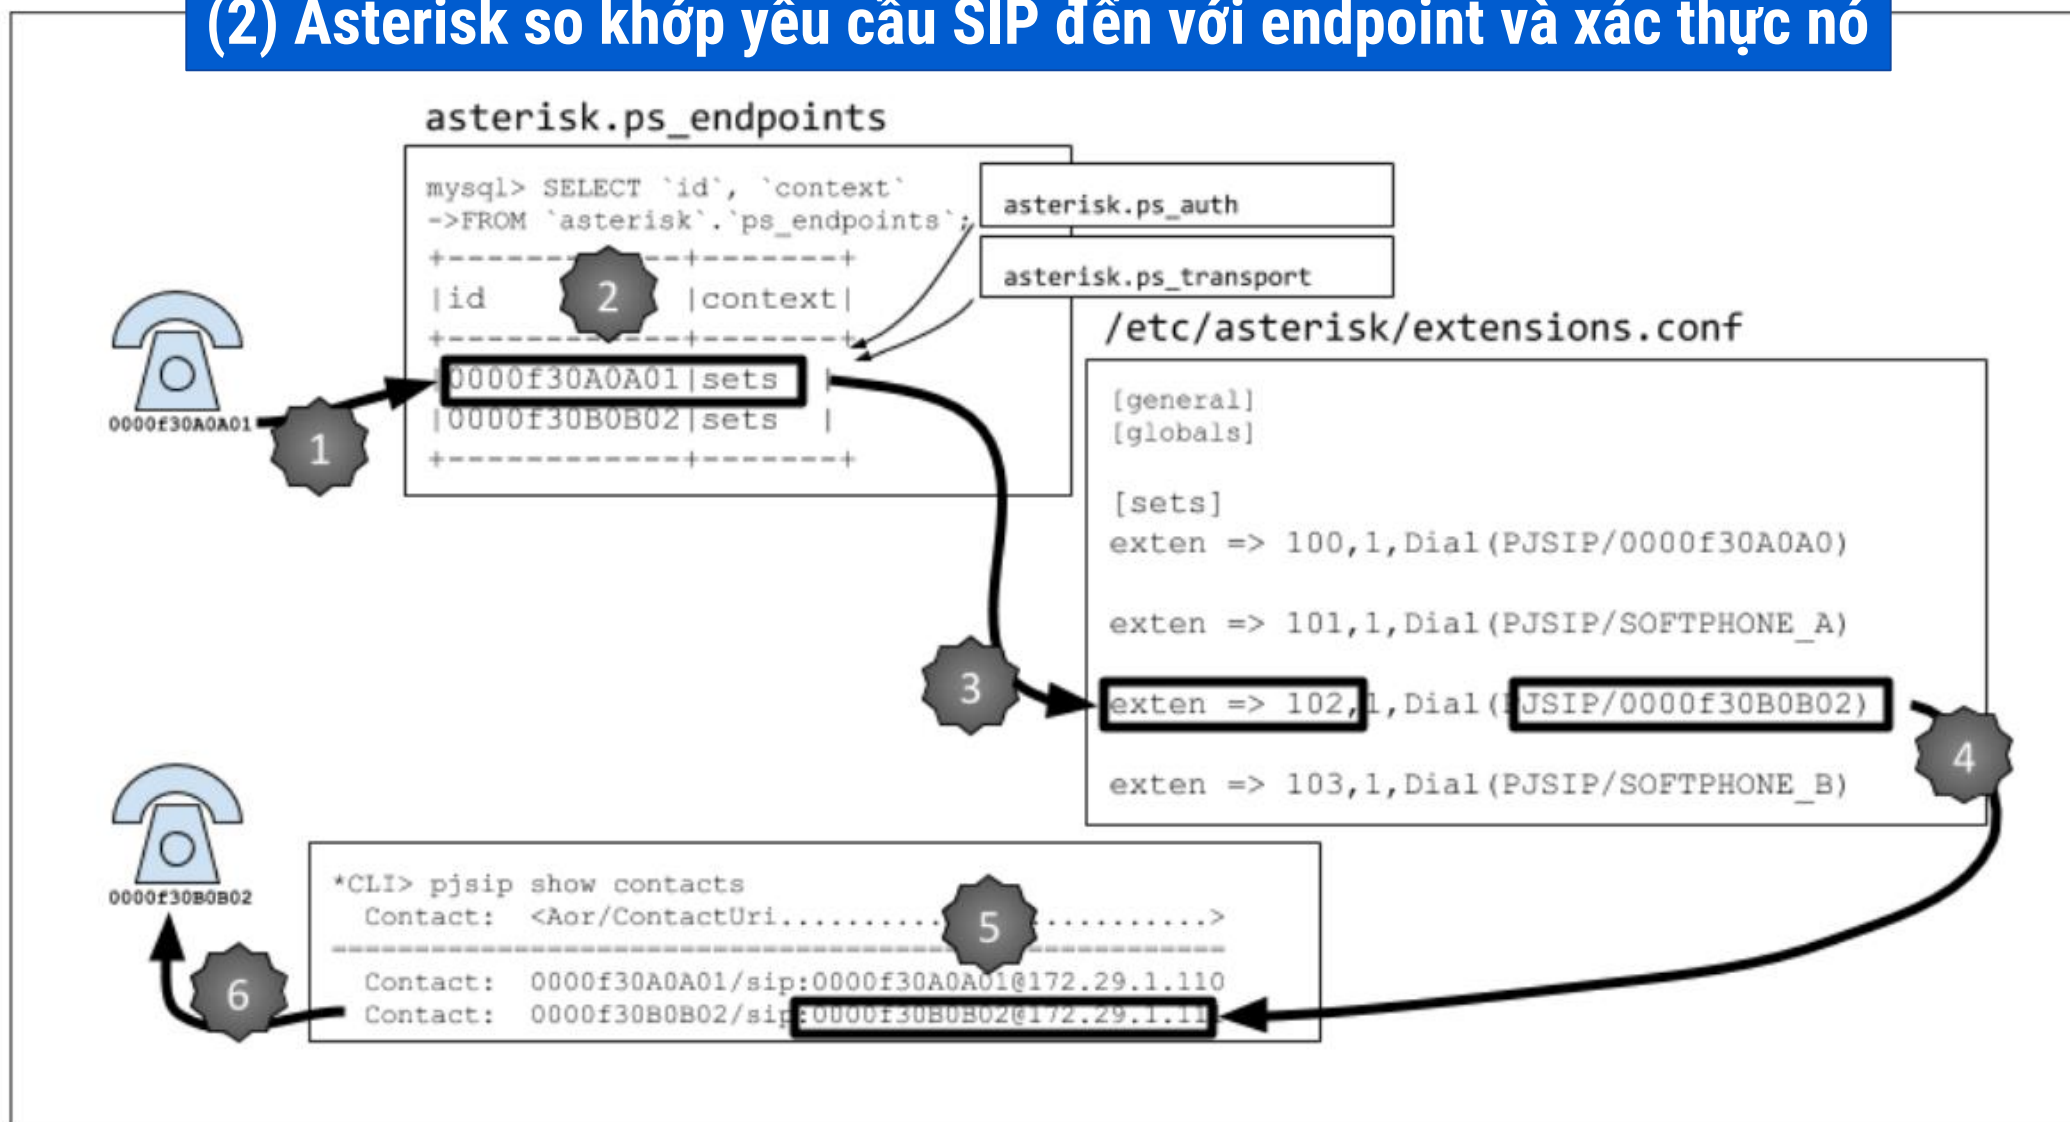 (2) Asterisk so khớp yêu cầu SIP đến với endpoint và xác thực nó
asterisk.ps_endpoints
mysql> SELECT `id`, `context`
->FROM `asterisk`.`ps_endpoints`;
+------------+-------+
|id |context|
+------------+-------+
|0000f30A0A01|sets |
|0000f30B0B02|sets |
+------------+-------+
2
asterisk.ps_auth
asterisk.ps_transport
0000f30A0A01
1
/etc/asterisk/extensions.conf
[general]
[globals]
[sets]
exten => 100,1,Dial(PJSIP/0000f30A0A0)
exten => 101,1,Dial(PJSIP/SOFTPHONE_A)
exten => 102,1,Dial(PJSIP/0000f30B0B02)
exten => 103,1,Dial(PJSIP/SOFTPHONE_B)
3
4
0000f30B0B02
*CLI> pjsip show contacts
Contact: <Aor/ContactUri.......... ..........>
5
==========================================================
Contact: 0000f30A0A01/sip:0000f30A0A01@172.29.1.110
Contact: 0000f30B0B02/sip:0000f30B0B02@172.29.1.11
6